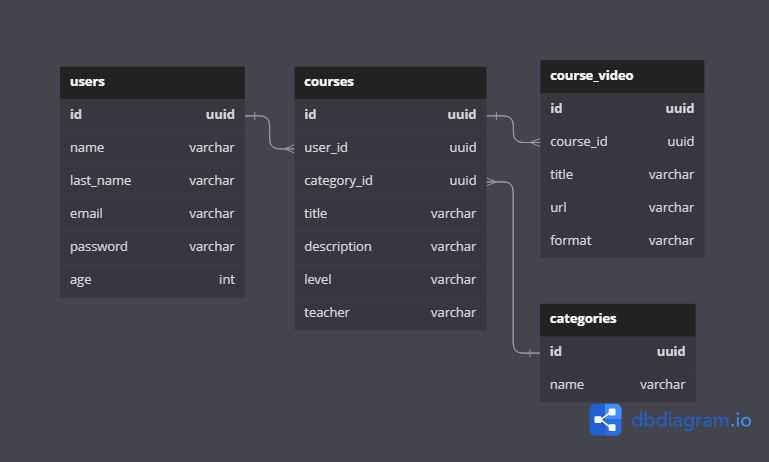 users
id uuid
name varchar
last_name varchar
email varchar
password varchar
age int
courses
id uuid
user_id uuid
category_id uuid
title varchar
description varchar
level varchar
teacher varchar
course_video
id uuid
course_id uuid
title varchar
url varchar
format varchar
categories
id uuid
name varchar
dbdiagram.io